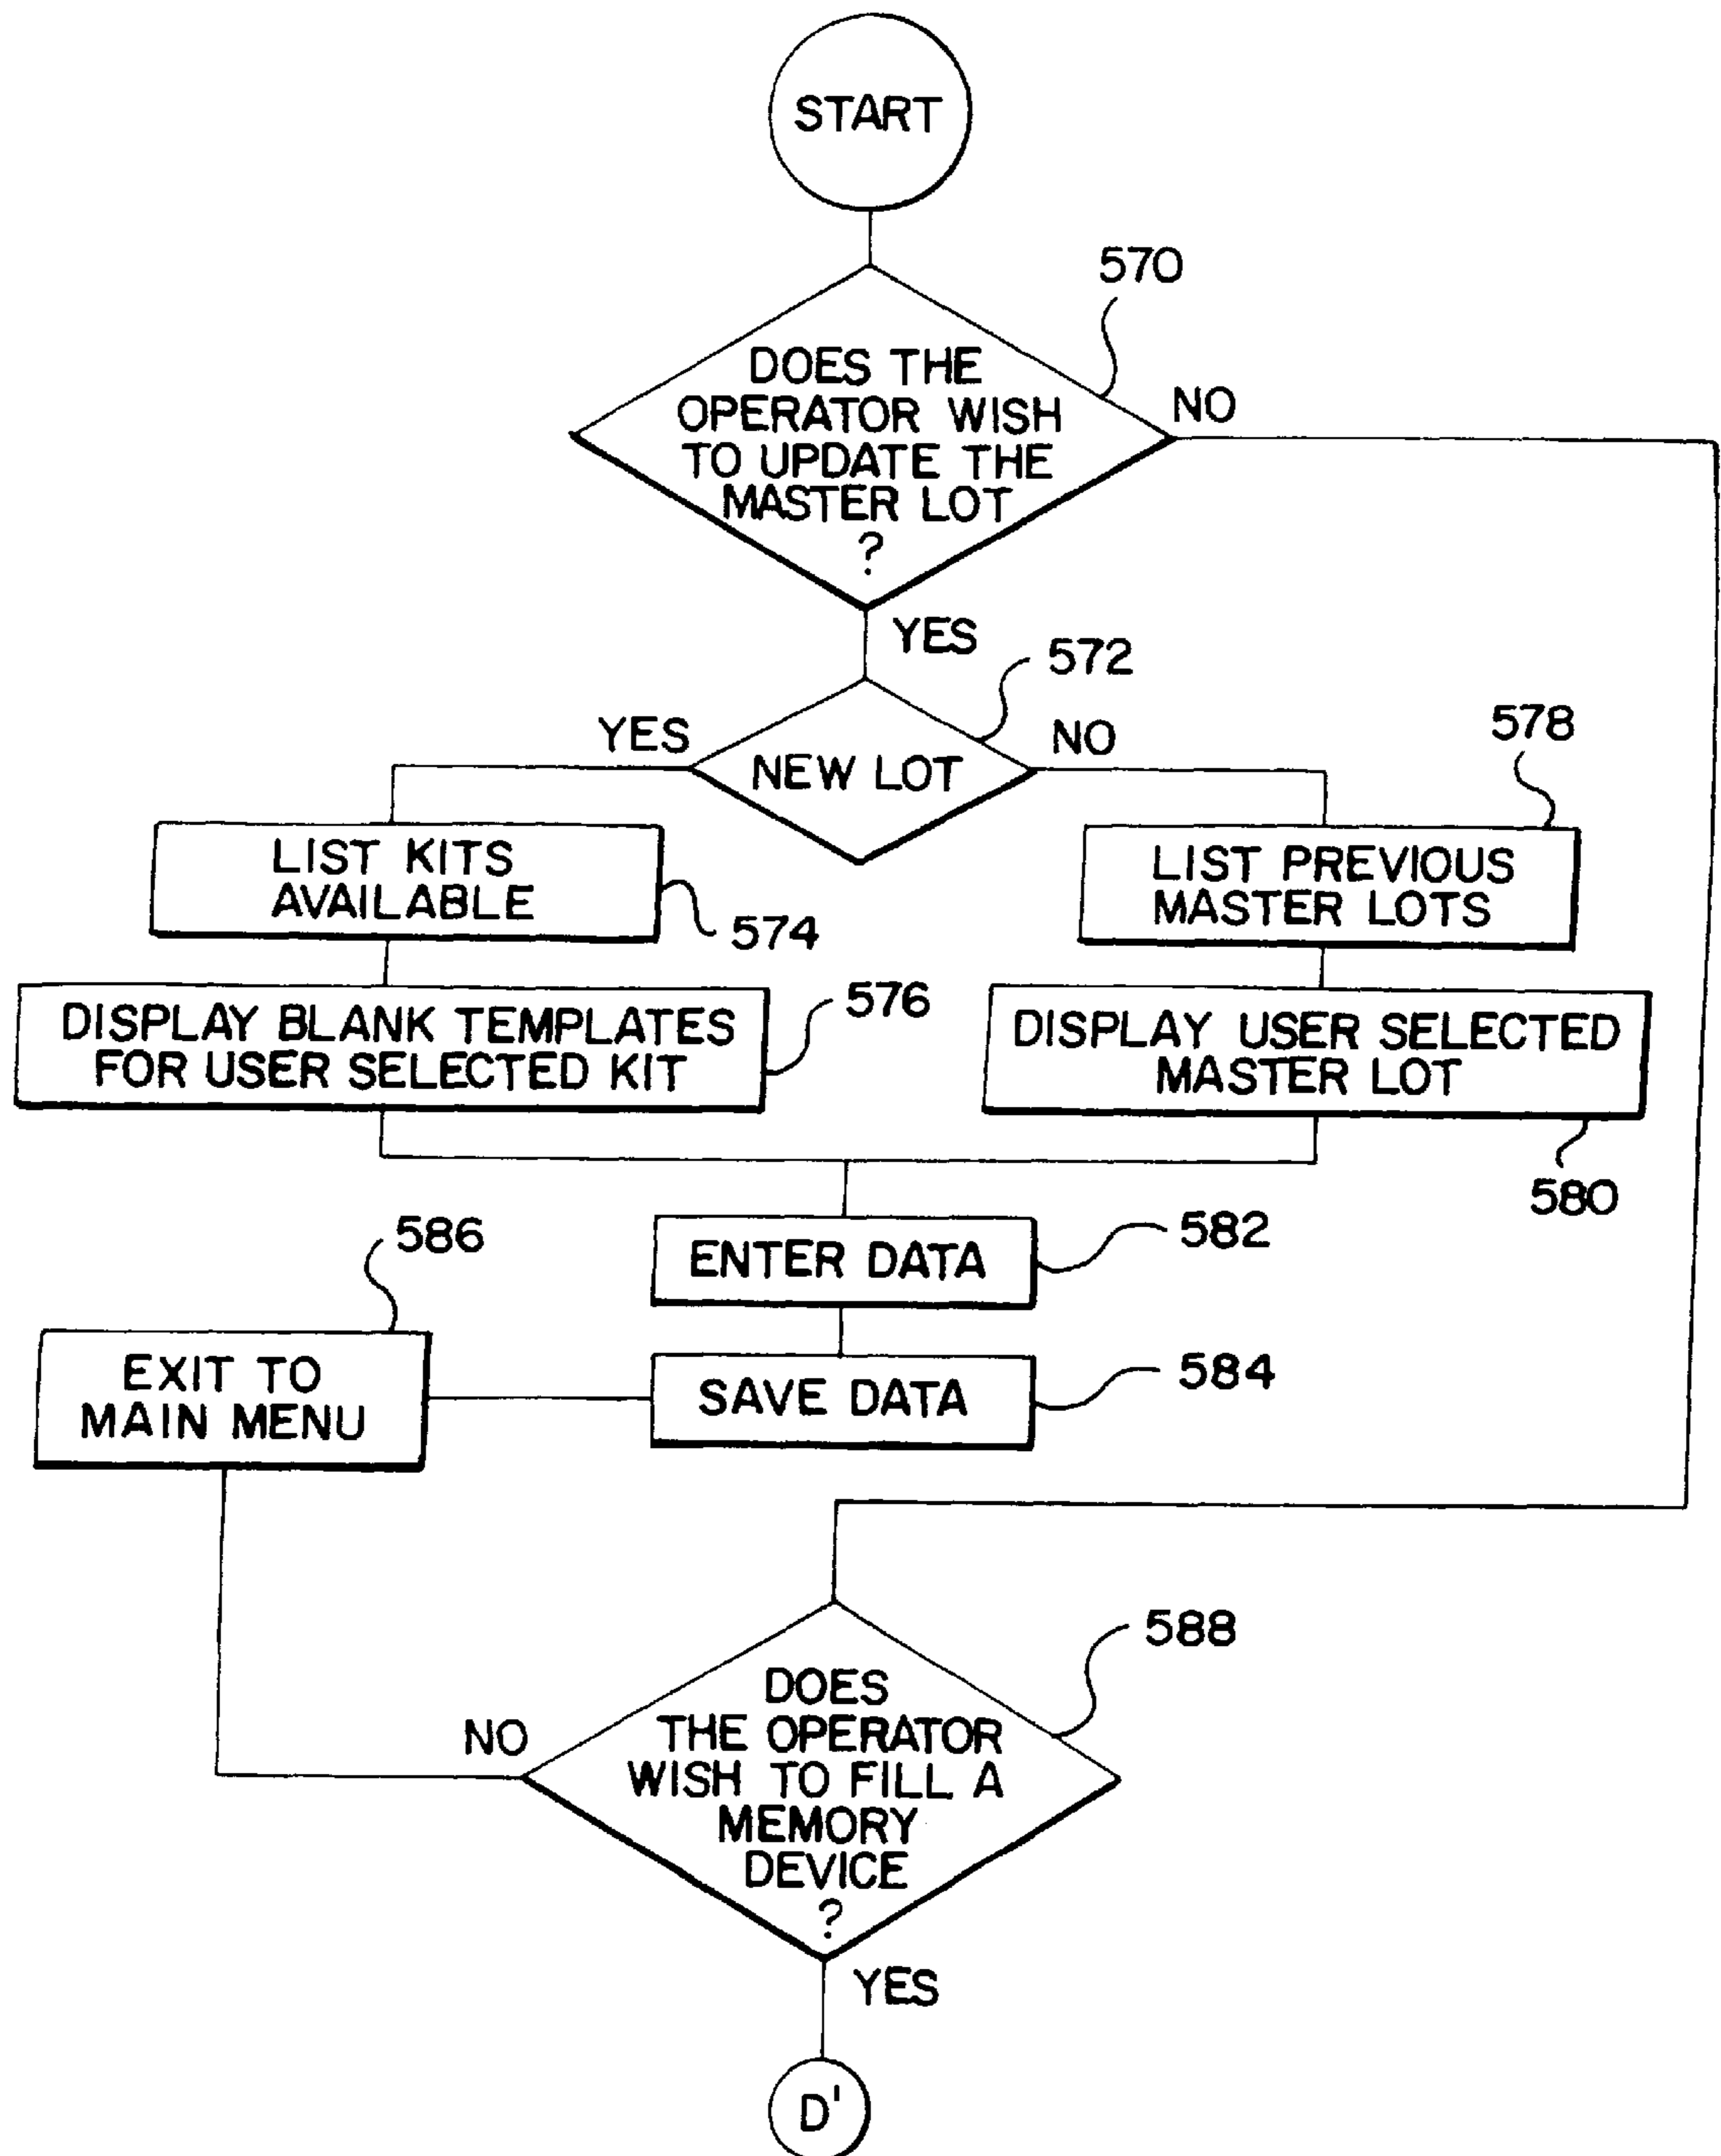 START
570
DOES THE
OPERATOR WISH
TO UPDATE THE
MASTER LOT
?
NO
YES
572
YES
NEW LOT
NO
578
LIST KITS
AVAILABLE
574
LIST PREVIOUS
MASTER LOTS
DISPLAY BLANK TEMPLATES
FOR USER SELECTED KIT
576
DISPLAY USER SELECTED
MASTER LOT
580
586
ENTER DATA
582
EXIT TO
MAIN MENU
SAVE DATA
584
588
DOES
THE OPERATOR
WISH TO FILL A
MEMORY
DEVICE
?
NO
YES
D'